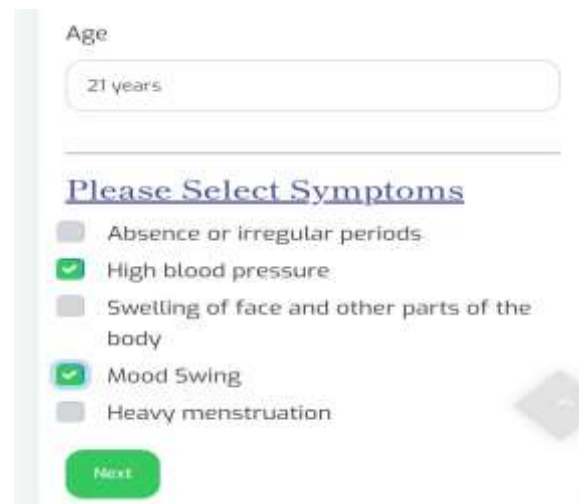 Age
21 years
Please Select Symptoms
Absence or irregular periods
High blood pressure
Swelling of face and other parts of the
body
Mood Swing
Heavy menstruation
Next